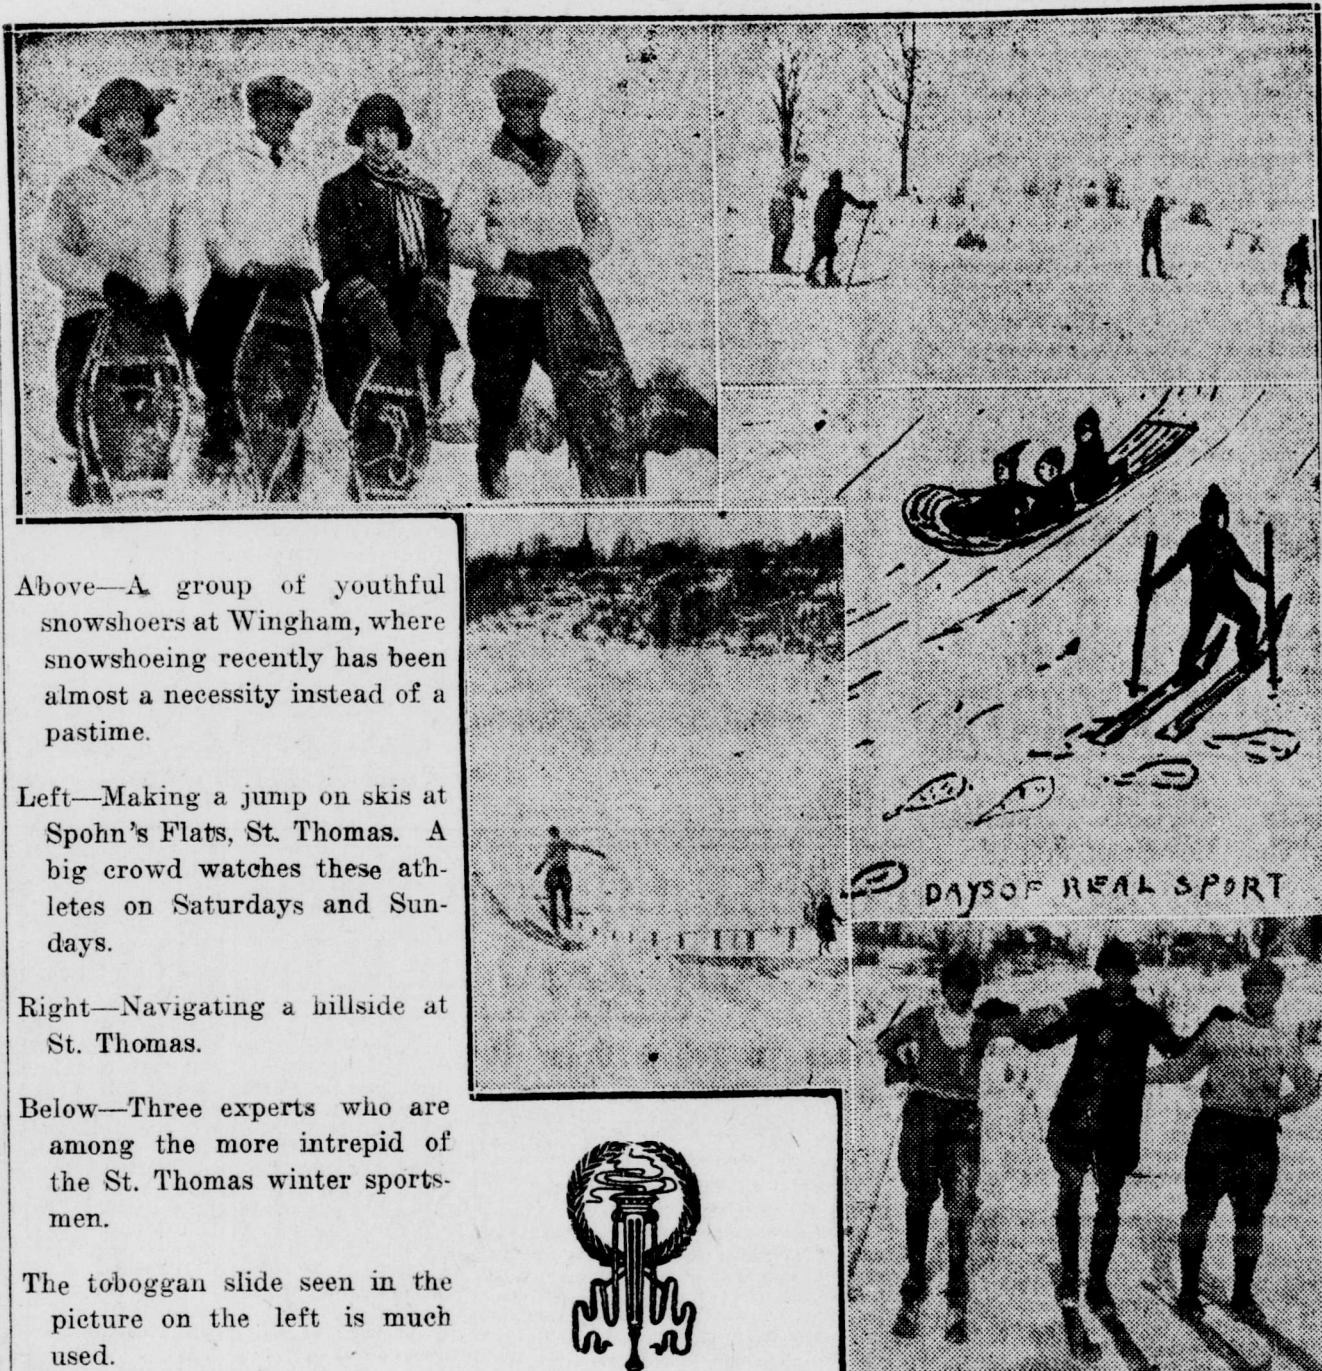 Above—A group of youthful
snowshoers at Wingham, where
snowshoeing recently has been
almost a necessity instead of a
pastime.
Left—Making a jump on skis at
Spohn's Flats, St. Thomas. A
big crowd watches these ath-
letes on Saturdays and Sun-
days.
Right—Navigating a hillside at
St. Thomas.
Below—Three experts who are
among the more intrepid of
the St. Thomas winter sports-
men.
The toboggan slide seen in the
picture on the left is much
used.
DAYS OF REAL SPORT